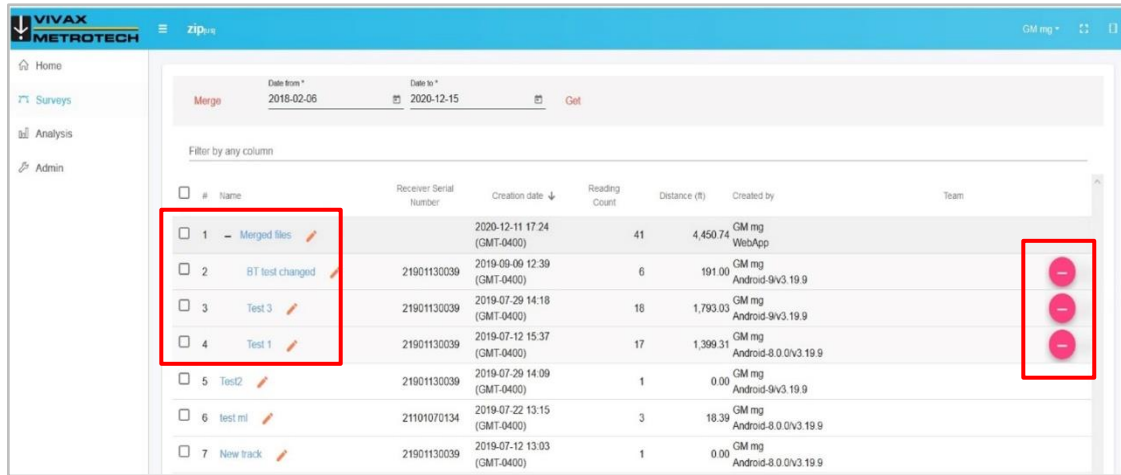 VIVAX
METROTECH
zip
GM mg
Home
Surveys
Analysis
Admin
Merge
Date from *
2018-02-06
Date to *
2020-12-15
Get
Filter by any column
# Name Receiver Serial Number Creation date ↓ Reading Count Distance (ft) Created by Team
1 – Merged files 2020-12-11 17:24 (GMT-0400) 41 4,450.74 GM mg WebApp
2 BT test changed 21901130039 2019-09-09 12:39 (GMT-0400) 6 191.00 GM mg Android-9/v3.19.9
3 Test 3 21901130039 2019-07-29 14:18 (GMT-0400) 18 1,793.03 GM mg Android-9/v3.19.9
4 Test 1 21901130039 2019-07-12 15:37 (GMT-0400) 17 1,399.31 GM mg Android-8.0.0/v3.19.9
5 Test2 21901130039 2019-07-29 14:09 (GMT-0400) 1 0.00 GM mg Android-9/v3.19.9
6 test ml 21101070134 2019-07-22 13:15 (GMT-0400) 3 18.39 GM mg Android-8.0.0/v3.19.9
7 New track 21901130039 2019-07-12 13:03 (GMT-0400) 1 0.00 GM mg Android-8.0.0/v3.19.9